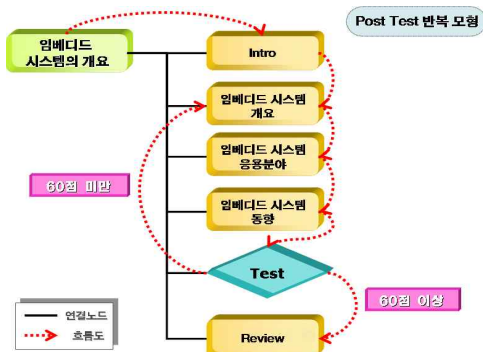 Post Test 반복 모형
임베디드
시스템의 개요
Intro
임베디드 시스템
개요
임베디드 시스템
응용분야
60점 미만
임베디드 시스템
동향
Test
60점 이상
연결노드
흐름도
Review